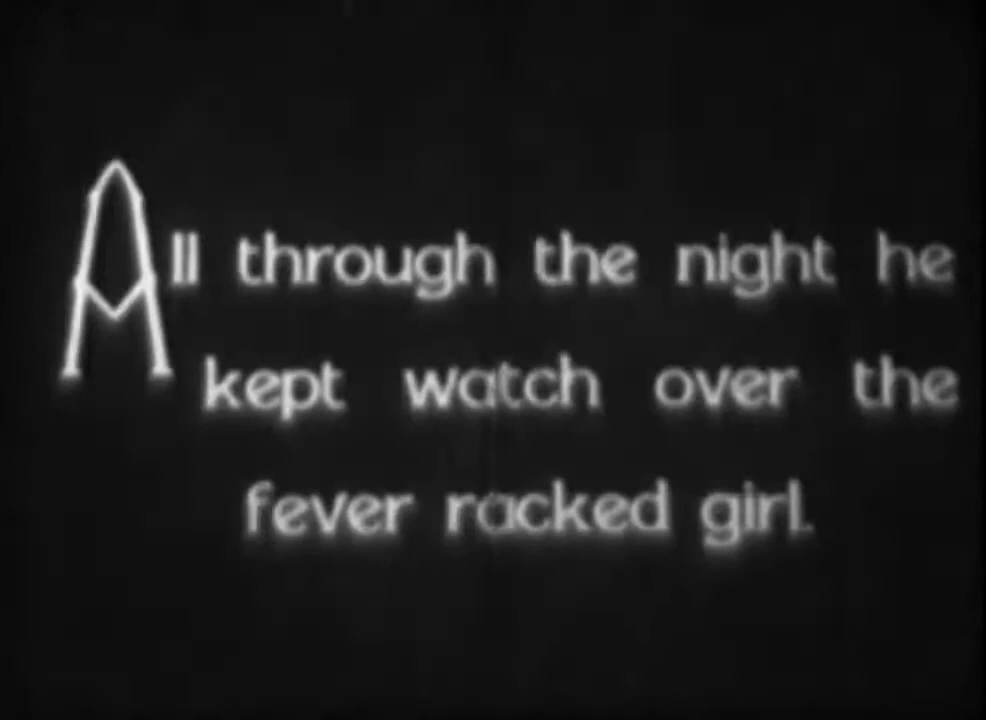 All through the night he
kept watch over the
fever racked girl.